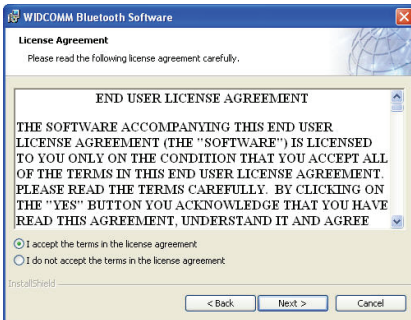 WIDCOMM Bluetooth Software
License Agreement
Please read the following license agreement carefully.
END USER LICENSE AGREEMENT
THE SOFTWARE ACCOMPANYING THIS END USER
LICENSE AGREEMENT (THE "SOFTWARE") IS LICENSED
TO YOU ONLY ON THE CONDITION THAT YOU ACCEPT ALL
OF THE TERMS IN THIS END USER LICENSE AGREEMENT.
PLEASE READ THE TERMS CAREFULLY. BY CLICKING ON
THE "YES" BUTTON YOU ACKNOWLEDGE THAT YOU HAVE
READ THIS AGREEMENT, UNDERSTAND IT AND AGREE
I accept the terms in the license agreement
I do not accept the terms in the license agreement
InstallShield
< Back Next > Cancel